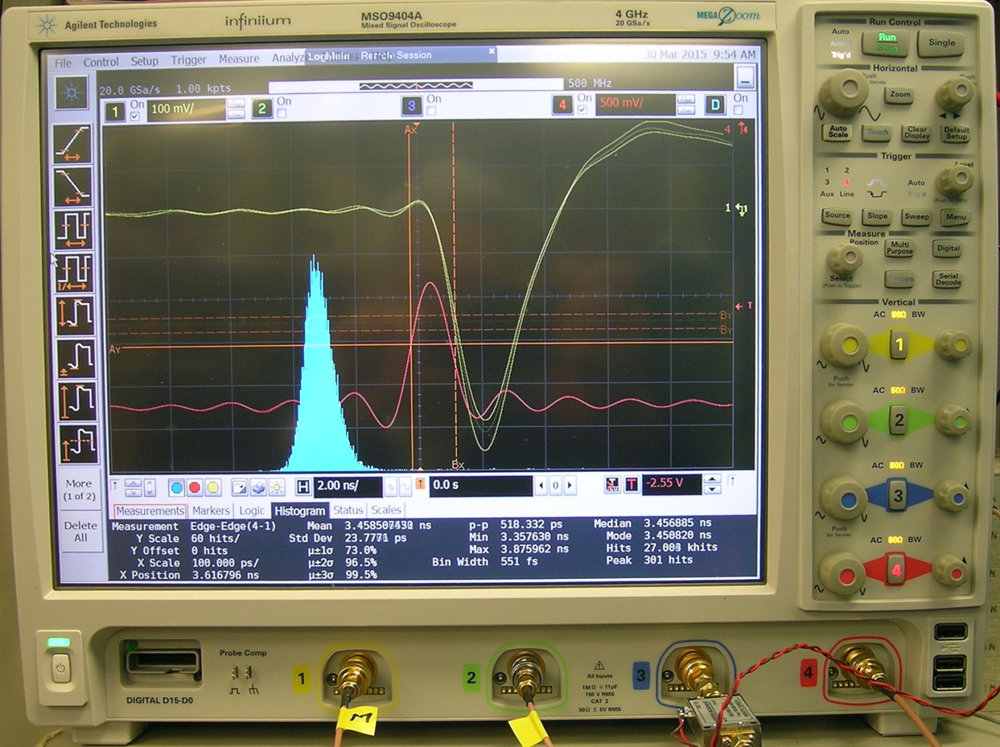 Agilent Technologies
infiniium
MSO9404A
Mixed Signal Oscilloscope
4 GHz
20 GSa/s
MEGA Zoom
File Control Setup Trigger Measure Analyze
Session
30 Mar 2015 9:54 AM
20.0 GSa/s 1.00 kpts
500 MHz
1 On 100 mV/
2 On
3 On
4 On 500 mV/
D On
Ax
4
1
T
By
By
Ay
Bx
1/
More
(1 of 2)
Delete
All
H 2.00 ns/
0.0 s
0
T -2.55 V
Measurements Markers Logic Histogram Status Scales
Measurement Edge-Edge(4-1)
Y Scale 60 hits/
Y Offset 0 hits
X Scale 100.000 ps/
X Position 3.616796 ns
Mean ns
Std Dev ps
μ±1σ 73.0%
μ±2σ 96.5%
μ±3σ 99.5%
p-p 518.332 ps
Min 3.357630 ns
Max 3.875962 ns
Bin Width 551 fs
Median 3.456885 ns
Mode 3.450820 ns
Hits khits
Peak 301 hits
Run Control
Auto
Trig'd
Run
Stop
Single
Horizontal
Push
Vernier
Zoom
Push
Auto
Scale
Touch
Clear
Display
Default
Setup
Trigger
1 2
3 4
Aux Line
Auto
Trig'd
Level
Source
Slope
Sweep
Menu
Measure
Position
Multi
Purpose
Digital
Select
(Push to Toggle)
Markers
Serial
Decode
Vertical
AC 50Ω BW
1
Push
for Vernier
AC 50Ω BW
2
AC 50Ω BW
3
Push
for Vernier
AC 50Ω BW
4
DIGITAL D15-D0
Probe Comp
1
M
2
All Inputs
1MΩ ≈ 11pF
150 V RMS
CAT I
50Ω ≤ 5V RMS
3
4